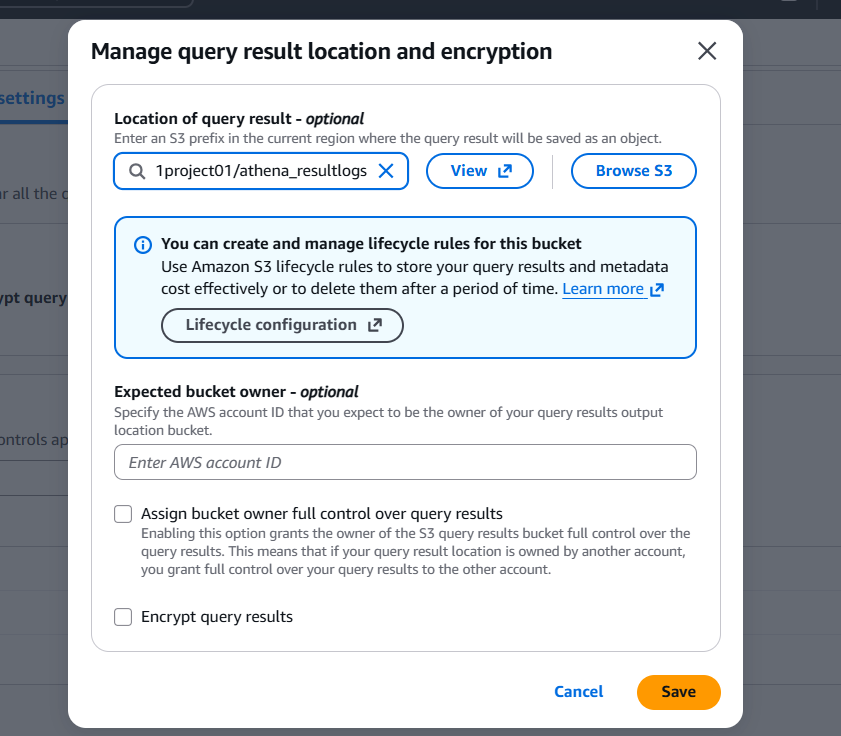 Manage query result location and encryption
settings
Location of query result - optional
Enter an S3 prefix in the current region where the query result will be saved as an object.
1project01/athena_resultlogs
View
Browse S3
r all the c
You can create and manage lifecycle rules for this bucket
Use Amazon S3 lifecycle rules to store your query results and metadata
cost effectively or to delete them after a period of time. Learn more
ypt query
Lifecycle configuration
Expected bucket owner - optional
Specify the AWS account ID that you expect to be the owner of your query results output
location bucket.
ontrols ap
Enter AWS account ID
Assign bucket owner full control over query results
Enabling this option grants the owner of the S3 query results bucket full control over the
query results. This means that if your query result location is owned by another account,
you grant full control over your query results to the other account.
Encrypt query results
Cancel
Save